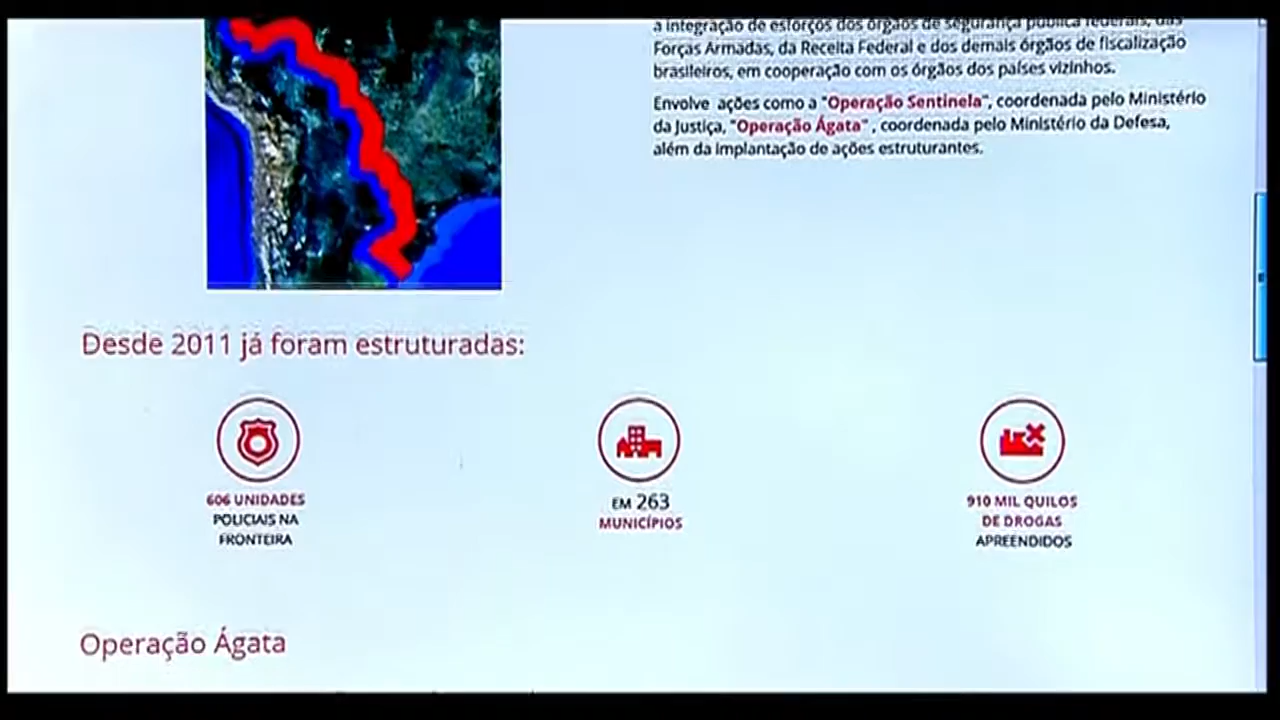 a integração de esforços dos órgãos de segurança pública federais, das
Forças Armadas, da Receita Federal e dos demais órgãos de fiscalização
brasileiros, em cooperação com os órgãos dos países vizinhos.
Envolve ações como a "Operação Sentinela", coordenada pelo Ministério
da Justiça, "Operação Ágata" , coordenada pelo Ministério da Defesa,
além da implantação de ações estruturantes.
Desde 2011 já foram estruturadas:
606 UNIDADES
POLICIAIS NA
FRONTEIRA
EM 263
MUNICÍPIOS
910 MIL QUILOS
DE DROGAS
APREENDIDOS
Operação Ágata